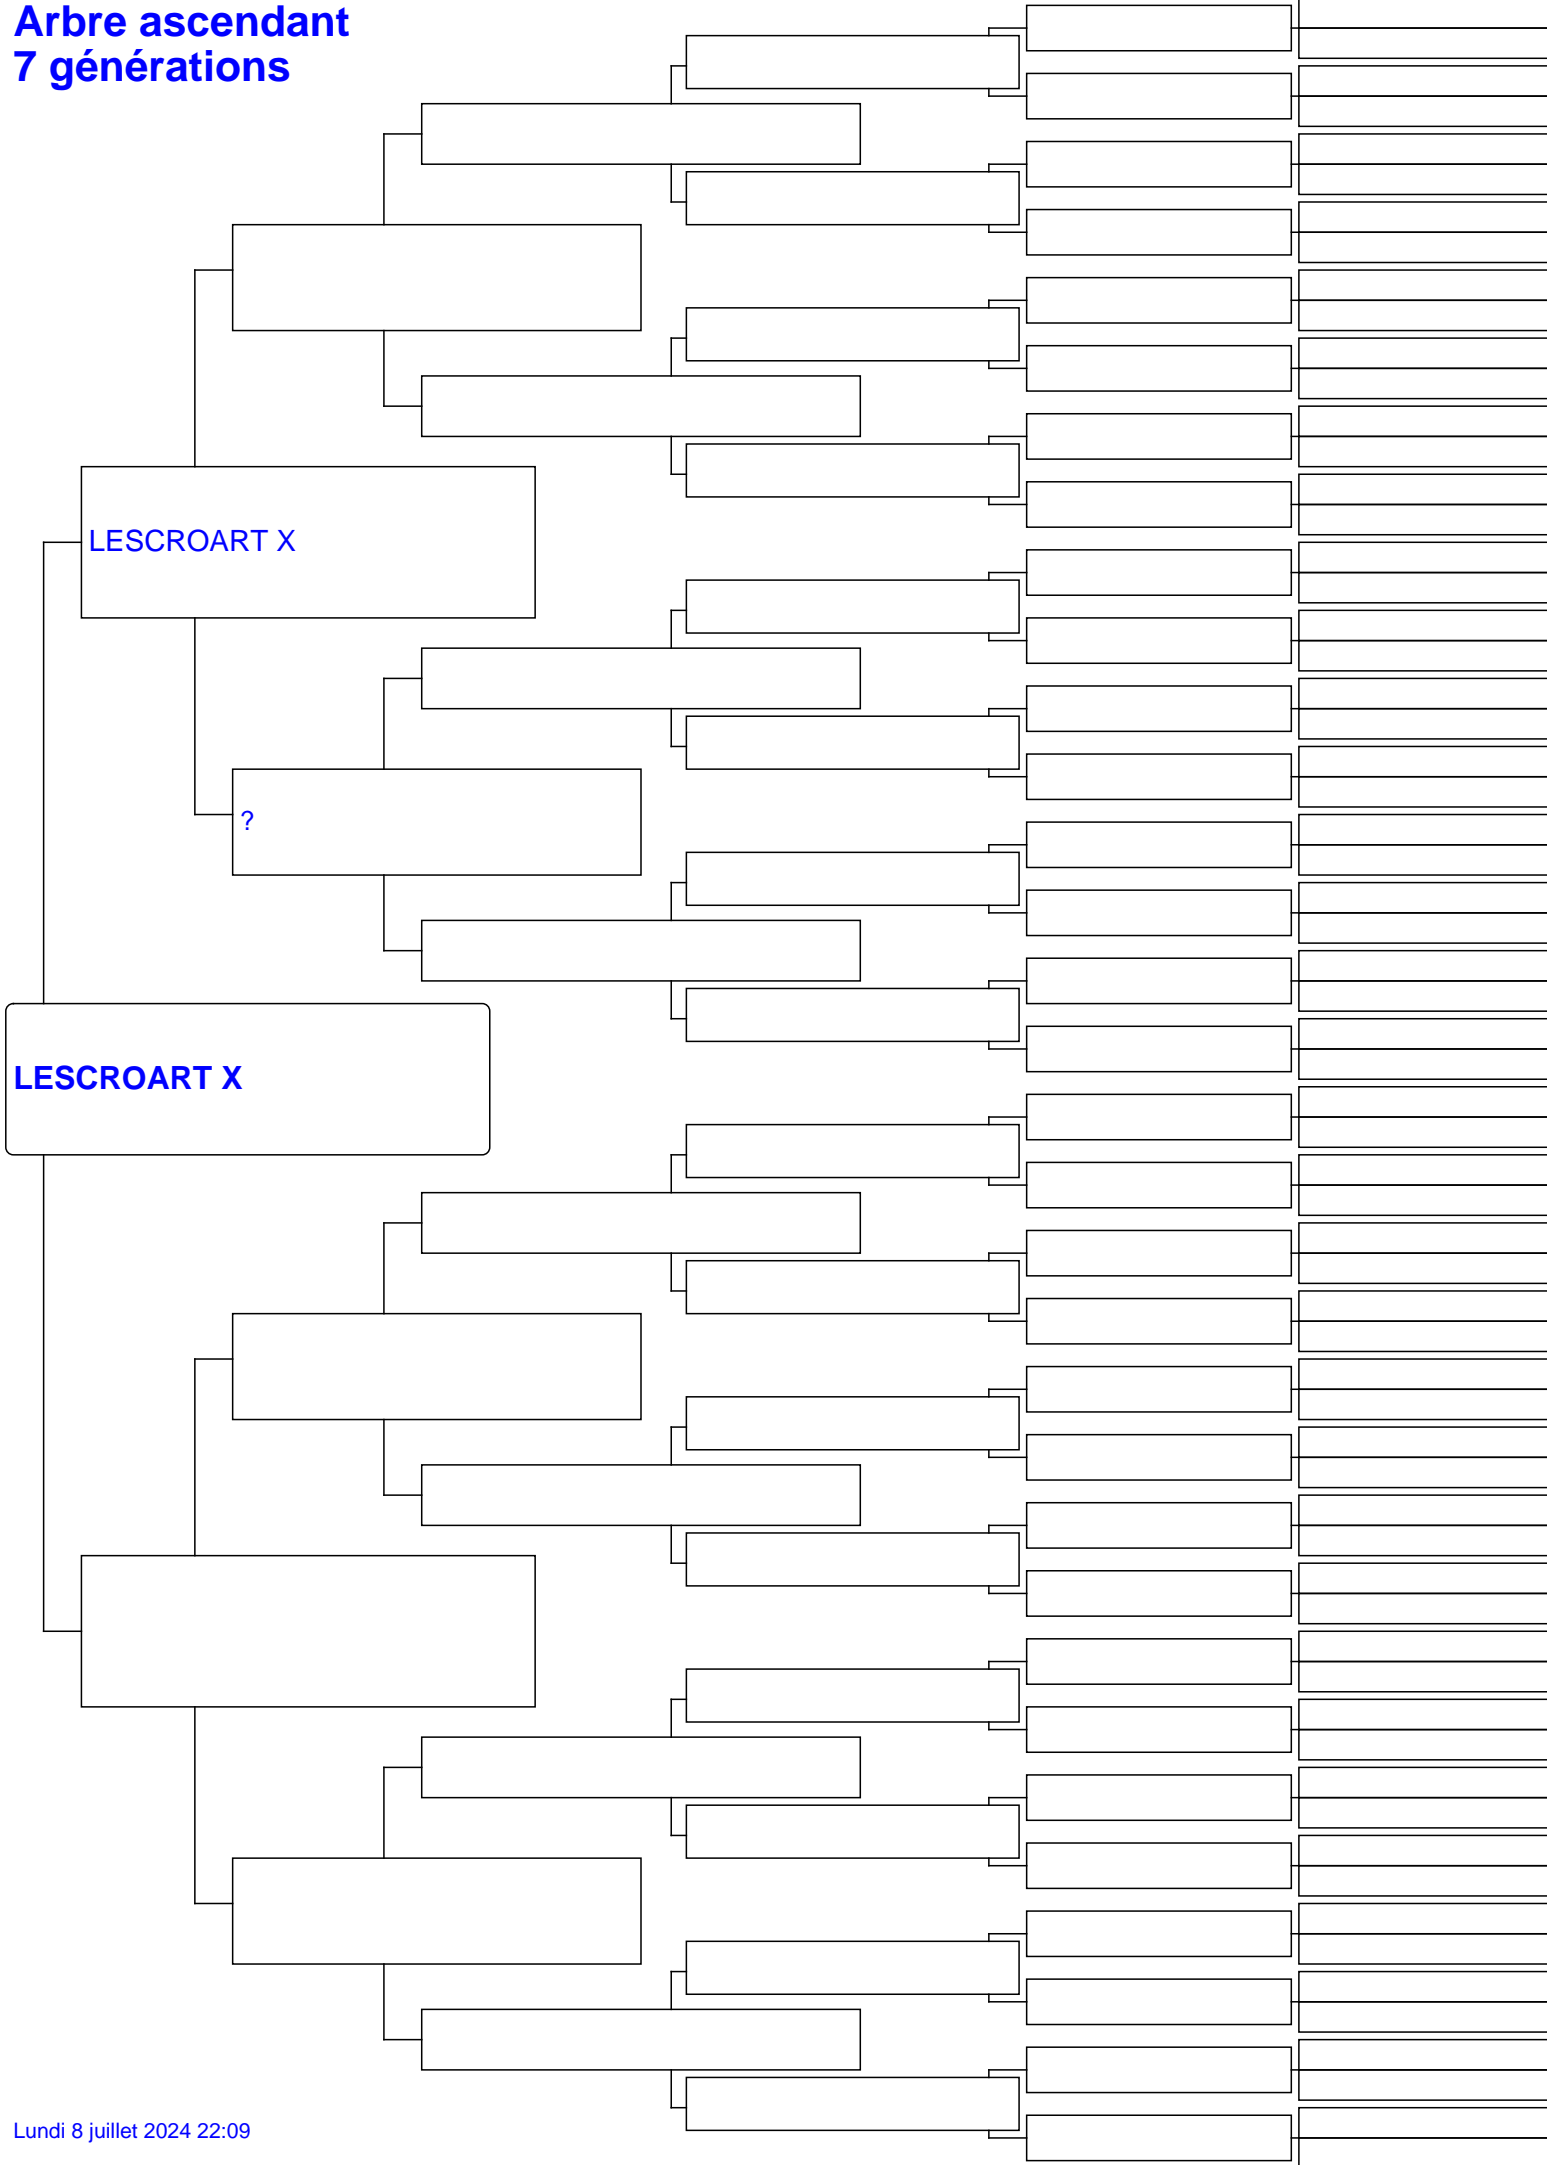 Arbre ascendant
7 générations
LESCROART X
?
LESCROART X
Lundi 8 juillet 2024 22:09